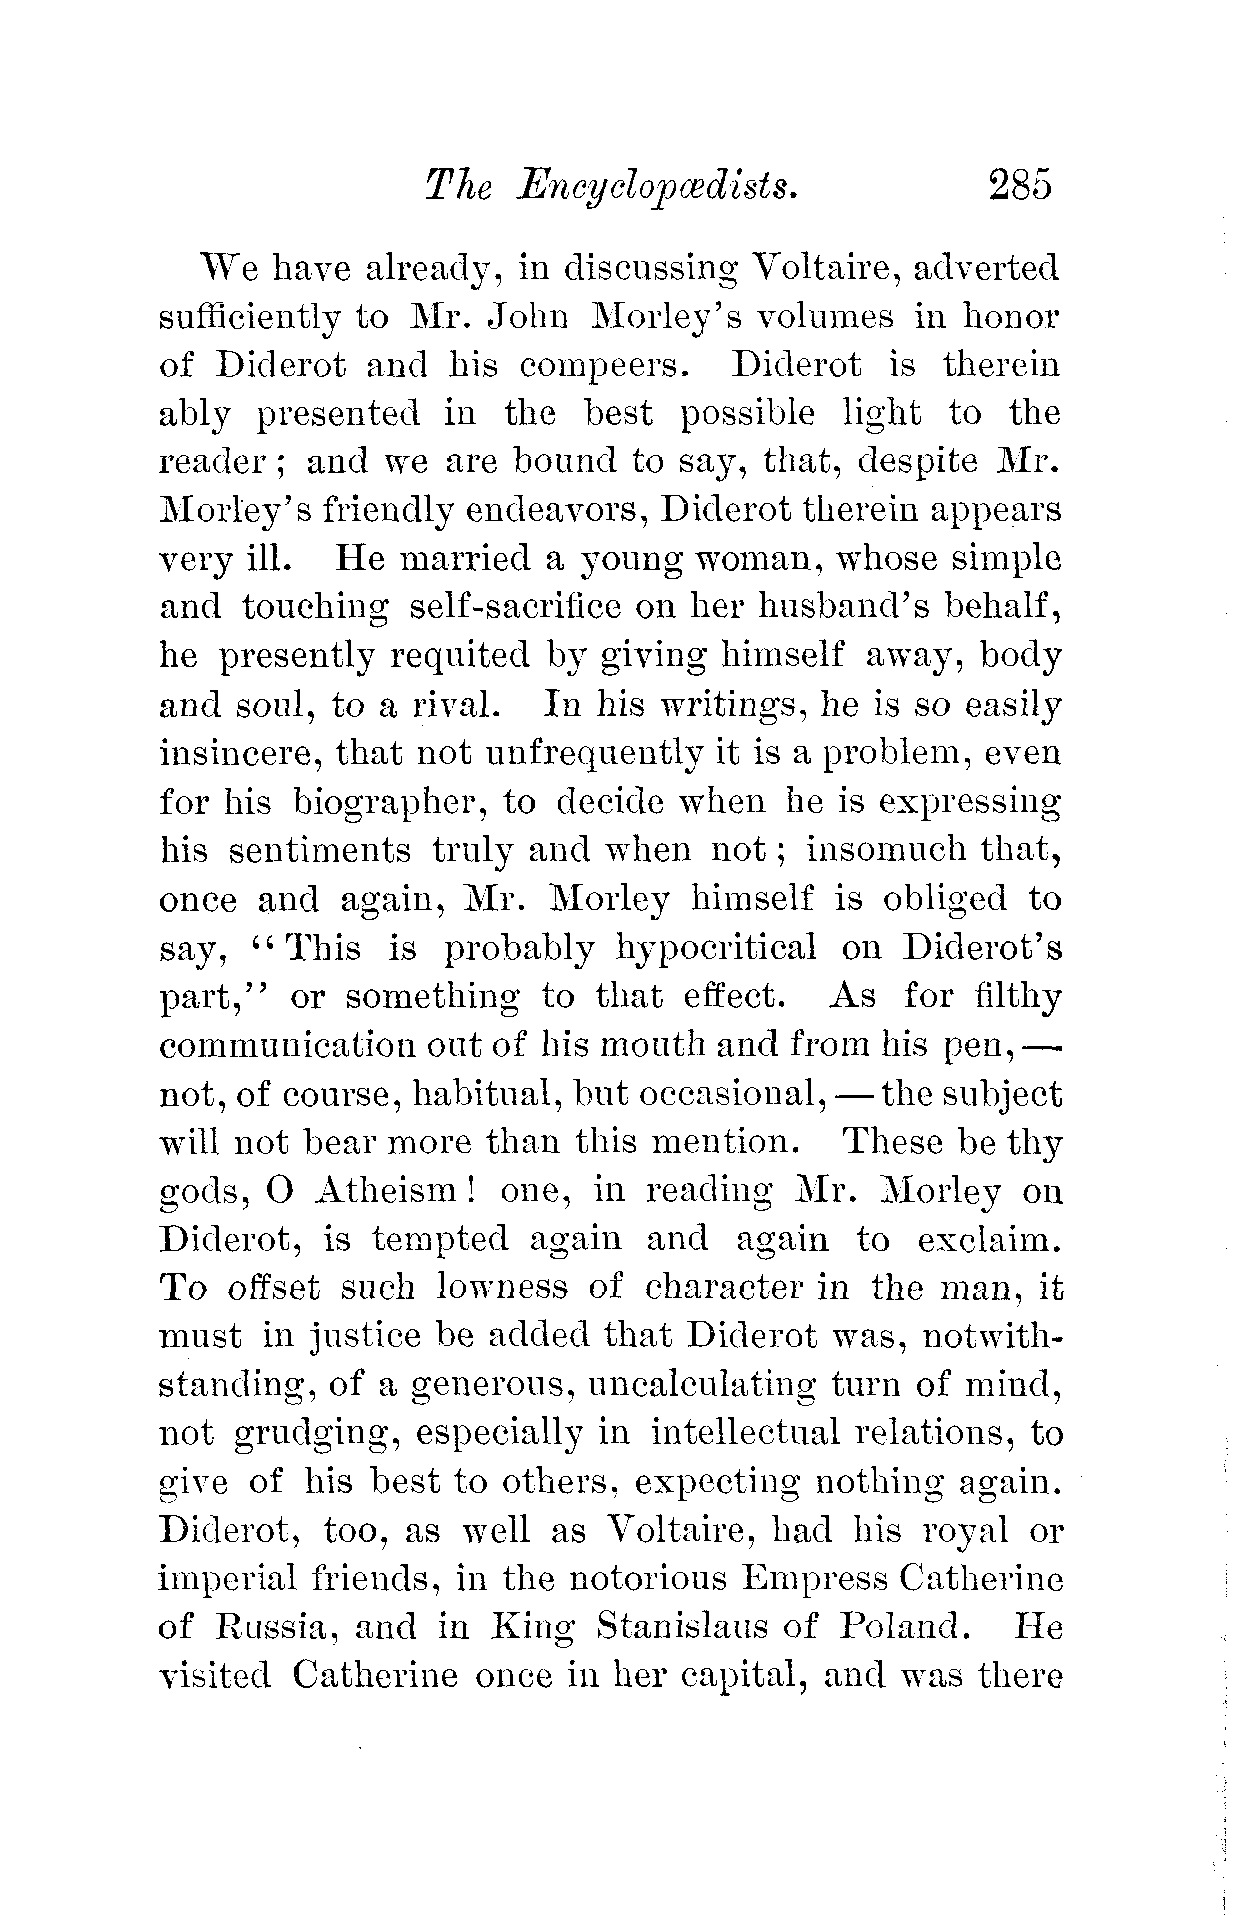 The Encyclopœdists. 285
We have already, in discussing Voltaire, adverted
sufficiently to Mr. John Morley's volumes in honor
of Diderot and his compeers. Diderot is therein
ably presented in the best possible light to the
reader; and we are bound to say, that, despite Mr.
Morley's friendly endeavors, Diderot therein appears
very ill. He married a young woman, whose simple
and touching self-sacrifice on her husband's behalf,
he presently requited by giving himself away, body
and soul, to a rival. In his writings, he is so easily
insincere, that not unfrequently it is a problem, even
for his biographer, to decide when he is expressing
his sentiments truly and when not; insomuch that,
once and again, Mr. Morley himself is obliged to
say, “This is probably hypocritical on Diderot's
part,” or something to that effect. As for filthy
communication out of his mouth and from his pen,—
not, of course, habitual, but occasional,—the subject
will not bear more than this mention. These be thy
gods, O Atheism! one, in reading Mr. Morley on
Diderot, is tempted again and again to exclaim.
To offset such lowness of character in the man, it
must in justice be added that Diderot was, notwith-
standing, of a generous, uncalculating turn of mind,
not grudging, especially in intellectual relations, to
give of his best to others, expecting nothing again.
Diderot, too, as well as Voltaire, had his royal or
imperial friends, in the notorious Empress Catherine
of Russia, and in King Stanislaus of Poland. He
visited Catherine once in her capital, and was there